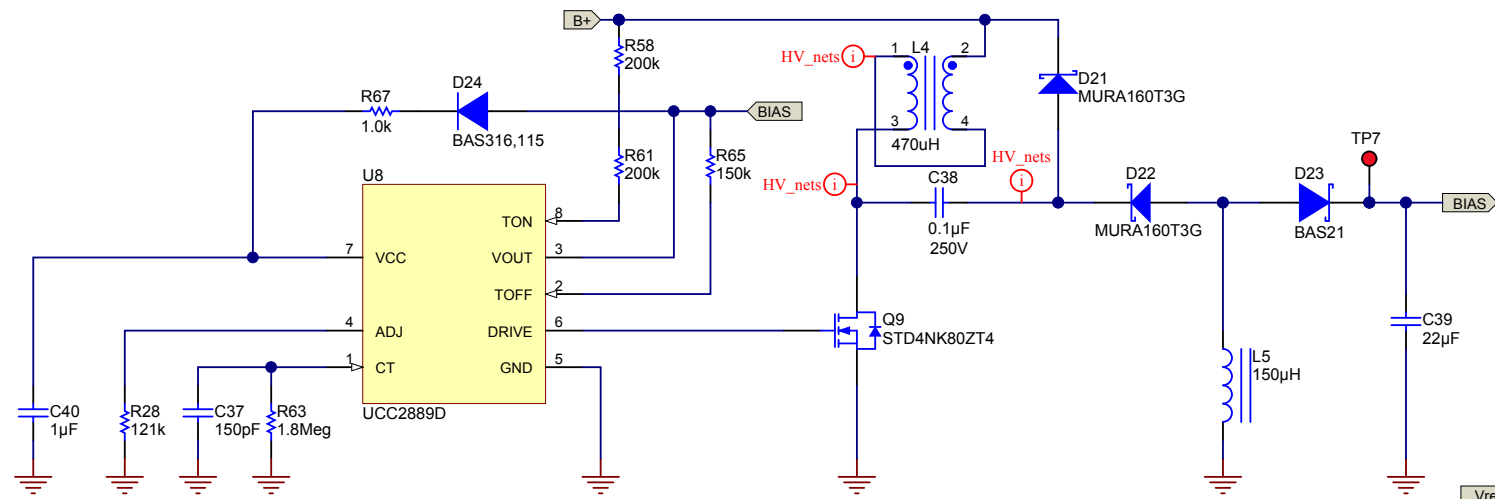 B+
R58
200k
HV_nets
i
1
L4
2
D21
MURA160T3G
D24
R67
1.0k
BAS316,115
BIAS
3
4
470uH
R61
200k
R65
150k
HV_nets
i
HV_nets
i
TP7
U8
C38
0.1µF
250V
D22
MURA160T3G
D23
BAS21
BIAS
TON
8
7
VCC
VOUT
3
TOFF
2
4
ADJ
DRIVE
6
1
CT
GND
5
UCC2889D
Q9
STD4NK80ZT4
C39
22µF
L5
150µH
C40
1µF
R28
121k
C37
150pF
R63
1.8Meg